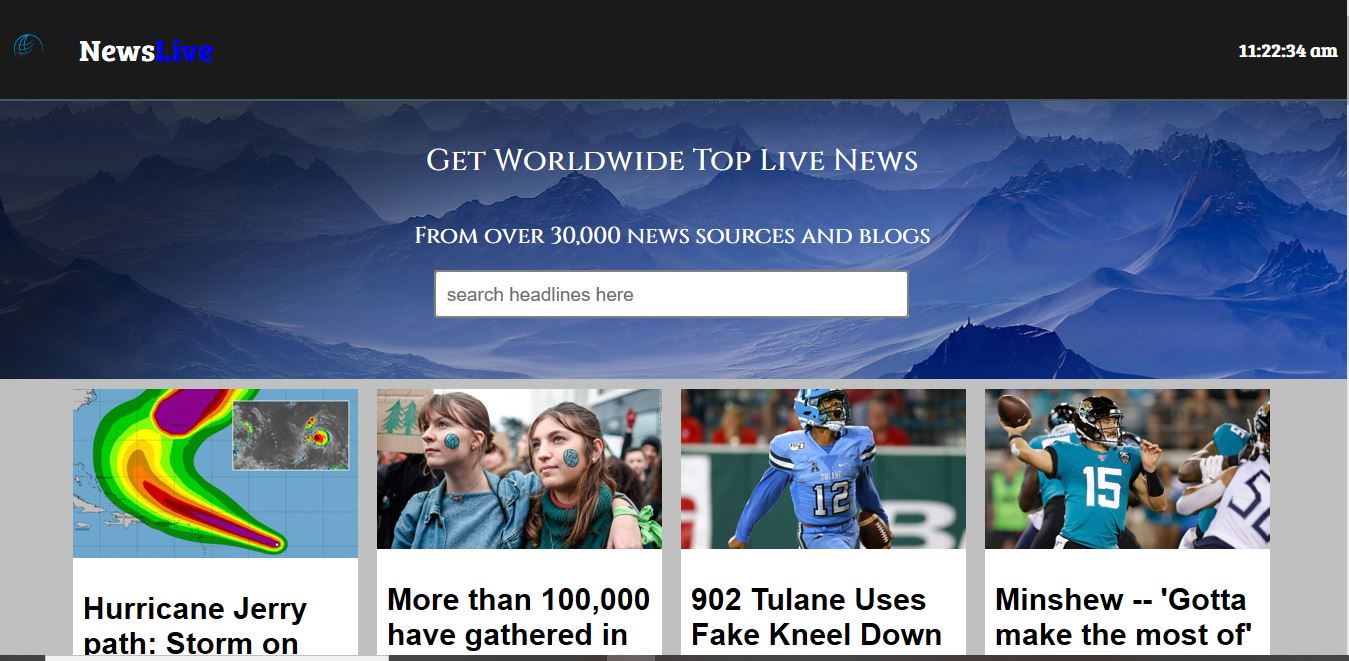 NewsLive
11:22:34 am
Get Worldwide Top Live News
From over 30,000 news sources and blogs
search headlines here
TULANE
12
15
Hurricane Jerry
path: Storm on
More than 100,000
have gathered in
902 Tulane Uses
Fake Kneel Down
Minshew -- 'Gotta
make the most of'